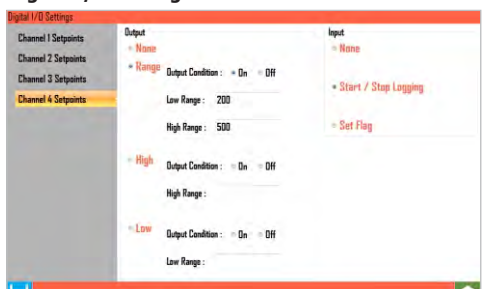 Digital I/O Settings
Channel 1 Setpoints
Channel 2 Setpoints
Channel 3 Setpoints
Channel 4 Setpoints
Output
None
Range
Output Condition : On Off
Low Range : 200
High Range : 500
High
Output Condition : On Off
High Range :
Low
Output Condition : On Off
Low Range :
Input
None
Start / Stop Logging
Set Flag